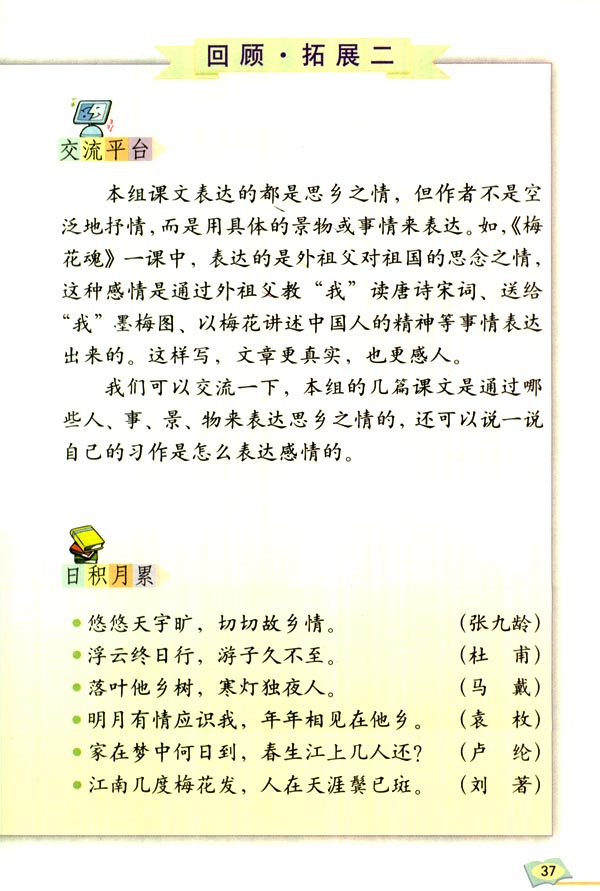 回顾·拓展二
交流平台
本组课文表达的都是思乡之情，但作者不是空
泛地抒情，而是用具体的景物或事情来表达。如，《梅
花魂》一课中，表达的是外祖父对祖国的思念之情，
这种感情是通过外祖父教“我”读唐诗宋词、送给
“我”墨梅图、以梅花讲述中国人的精神等事情表达
出来的。这样写，文章更真实，也更感人。
我们可以交流一下，本组的几篇课文是通过哪
些人、事、景、物来表达思乡之情的，还可以说一说
自己的习作是怎么表达感情的。
日积月累
悠悠天宇旷，切切故乡情。 （张九龄）
浮云终日行，游子久不至。 （杜 甫）
落叶他乡树，寒灯独夜人。 （马 戴）
明月有情应识我，年年相见在他乡。 （袁 枚）
家在梦中何日到，春生江上几人还？ （卢 纶）
江南几度梅花发，人在天涯鬓已斑。 （刘 著）
37